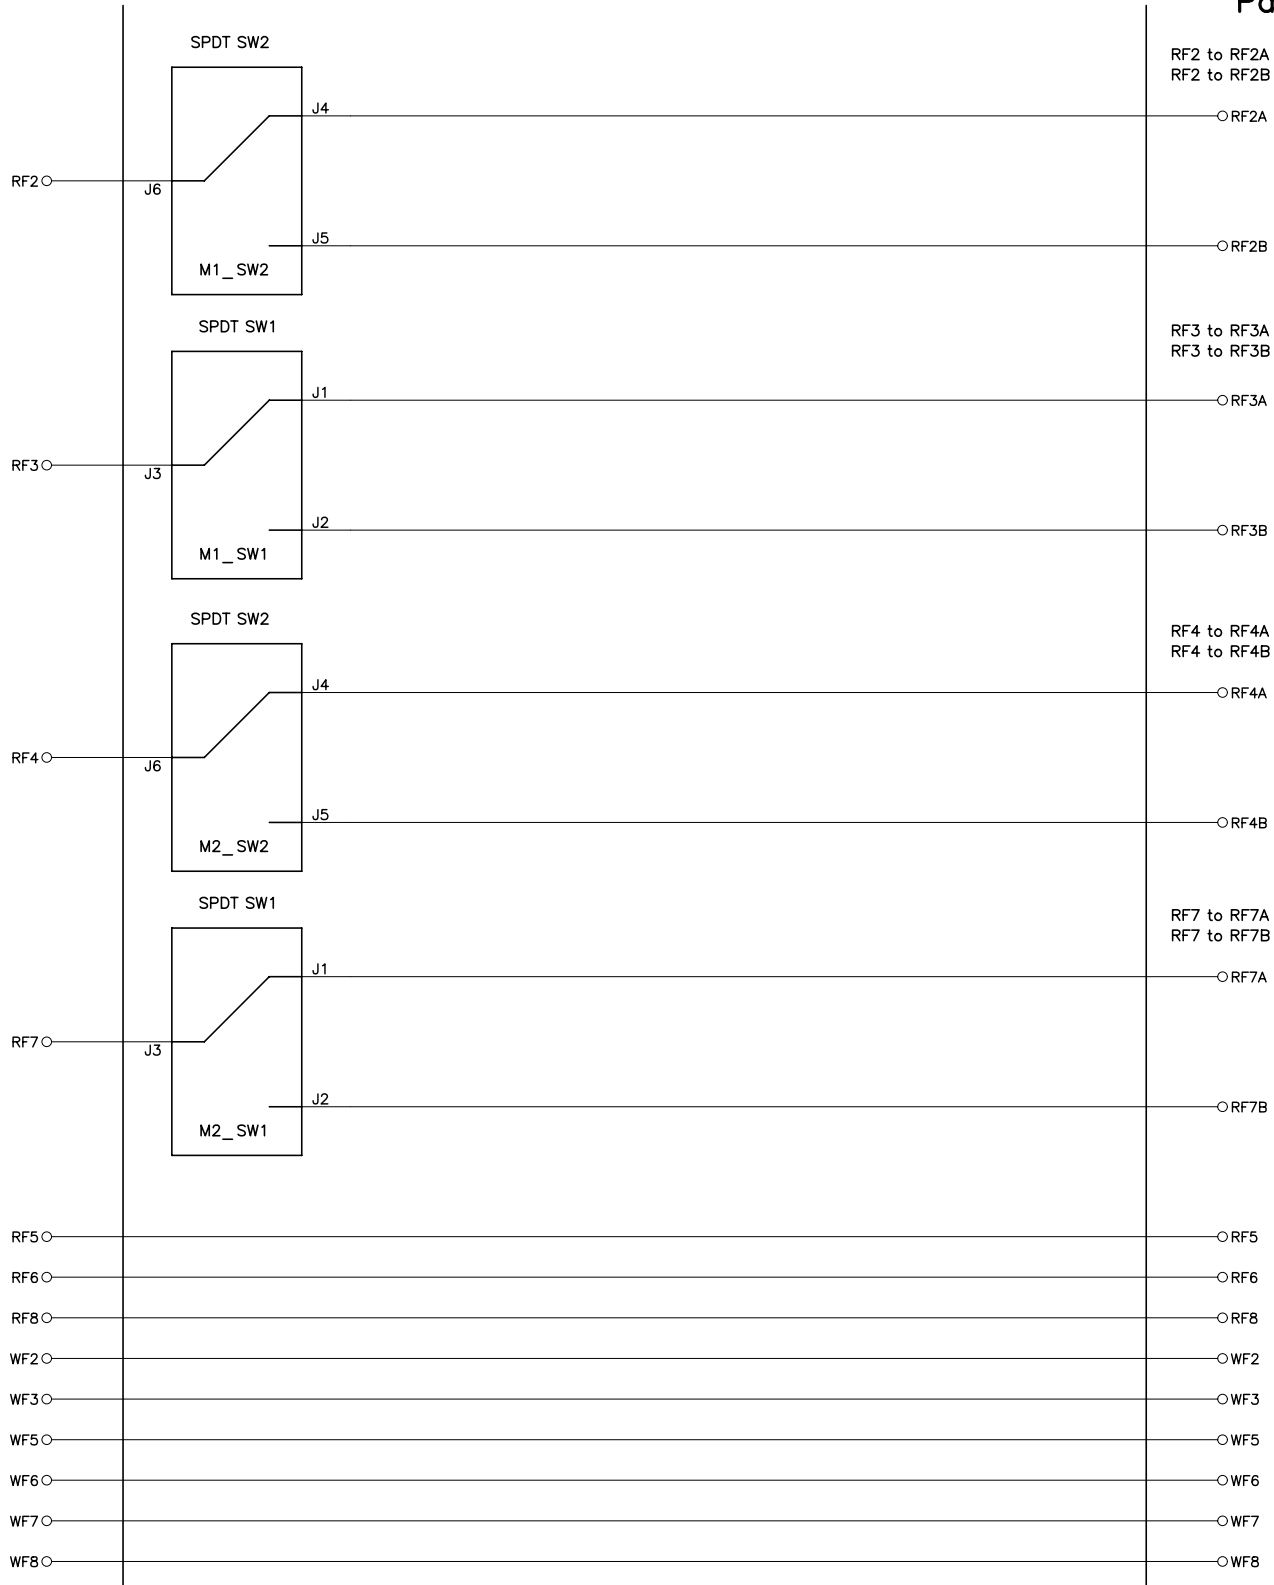 Pa
SPDT SW2
RF2 to RF2A
RF2 to RF2B
J4
RF2A
RF2
J6
J5
RF2B
M1_SW2
SPDT SW1
RF3 to RF3A
RF3 to RF3B
J1
RF3A
RF3
J3
J2
RF3B
M1_SW1
SPDT SW2
RF4 to RF4A
RF4 to RF4B
J4
RF4A
RF4
J6
J5
RF4B
M2_SW2
SPDT SW1
RF7 to RF7A
RF7 to RF7B
J1
RF7A
RF7
J3
J2
RF7B
M2_SW1
RF5 RF5
RF6 RF6
RF8 RF8
WF2 WF2
WF3 WF3
WF5 WF5
WF6 WF6
WF7 WF7
WF8 WF8